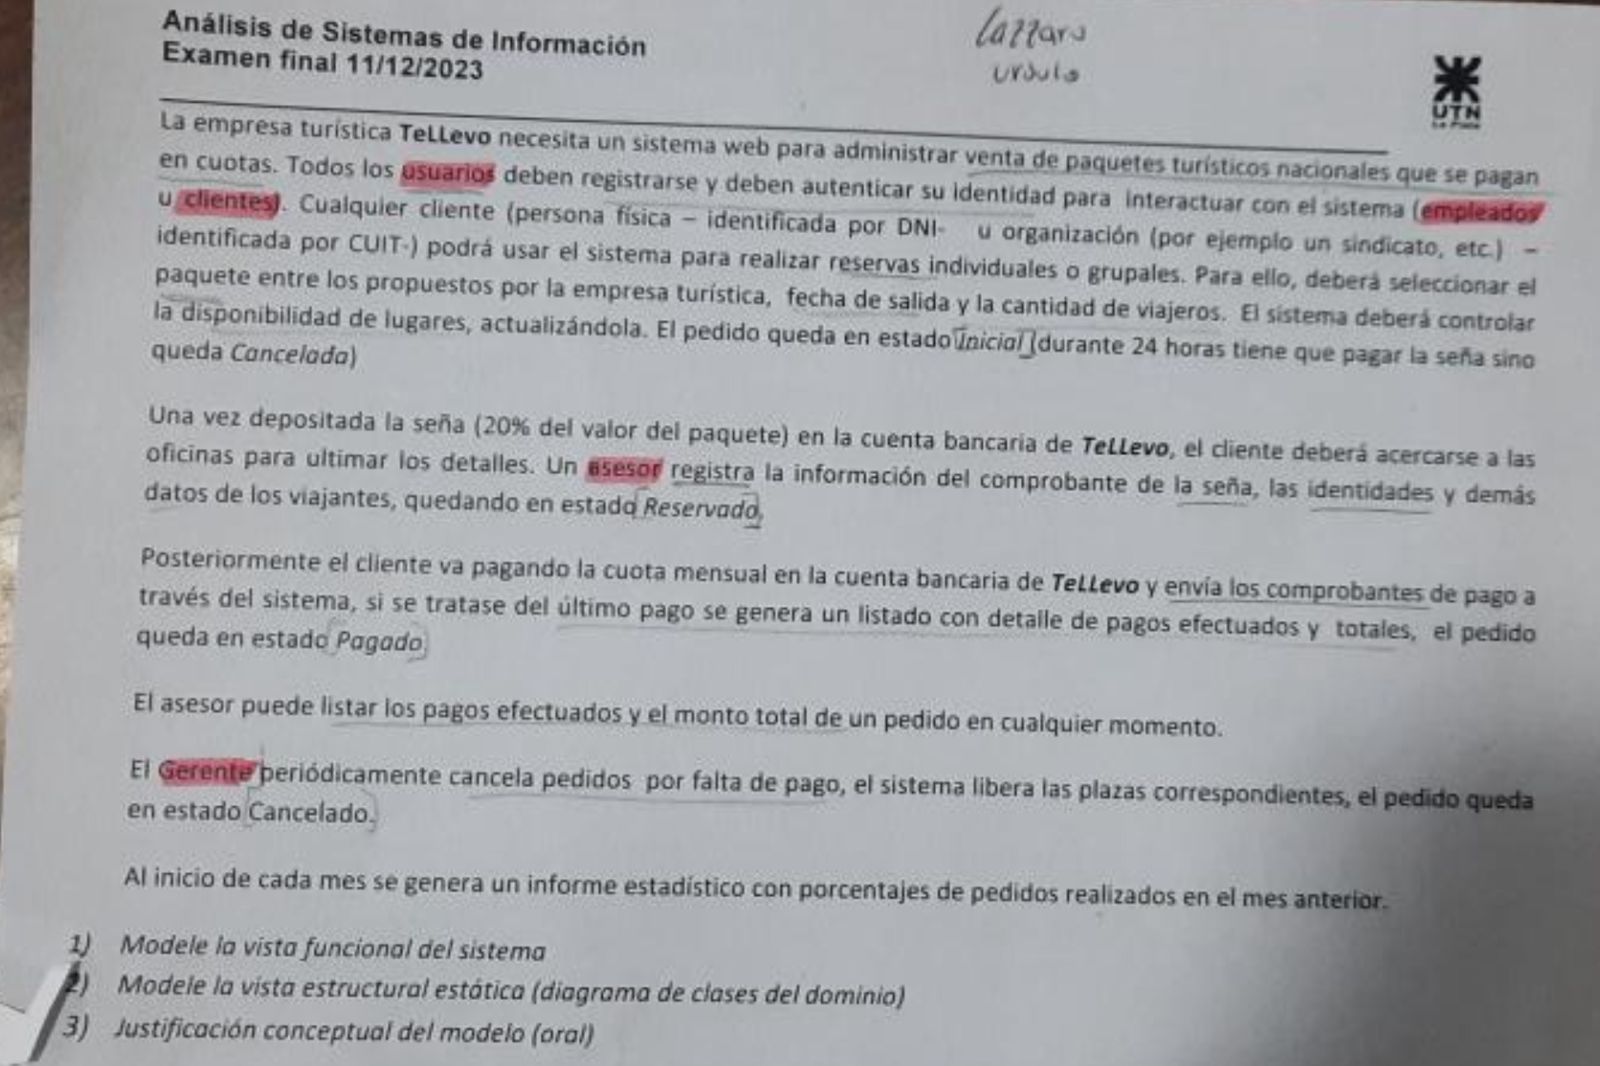 Análisis de Sistemas de Información
Lazzaro
Examen final 11/12/2023
Ursula
UTN
La Plata
La empresa turística TeLLevo necesita un sistema web para administrar venta de paquetes turísticos nacionales que se pagan
en cuotas. Todos los usuarios deben registrarse y deben autenticar su identidad para interactuar con el sistema (empleados
u clientes). Cualquier cliente (persona física – identificada por DNI- u organización (por ejemplo un sindicato, etc.) –
identificada por CUIT-) podrá usar el sistema para realizar reservas individuales o grupales. Para ello, deberá seleccionar el
paquete entre los propuestos por la empresa turística, fecha de salida y la cantidad de viajeros. El sistema deberá controlar
la disponibilidad de lugares, actualizándola. El pedido queda en estado Inicial (durante 24 horas tiene que pagar la seña sino
queda Cancelada)
Una vez depositada la seña (20% del valor del paquete) en la cuenta bancaria de TeLLevo, el cliente deberá acercarse a las
oficinas para ultimar los detalles. Un asesor registra la información del comprobante de la seña, las identidades y demás
datos de los viajantes, quedando en estado Reservado,
Posteriormente el cliente va pagando la cuota mensual en la cuenta bancaria de TeLLevo y envía los comprobantes de pago a
través del sistema, si se tratase del último pago se genera un listado con detalle de pagos efectuados y totales, el pedido
queda en estado Pagado
El asesor puede listar los pagos efectuados y el monto total de un pedido en cualquier momento.
El Gerente periódicamente cancela pedidos por falta de pago, el sistema libera las plazas correspondientes, el pedido queda
en estado Cancelado.
Al inicio de cada mes se genera un informe estadístico con porcentajes de pedidos realizados en el mes anterior.
1) Modele la vista funcional del sistema
2) Modele la vista estructural estática (diagrama de clases del dominio)
3) Justificación conceptual del modelo (oral)